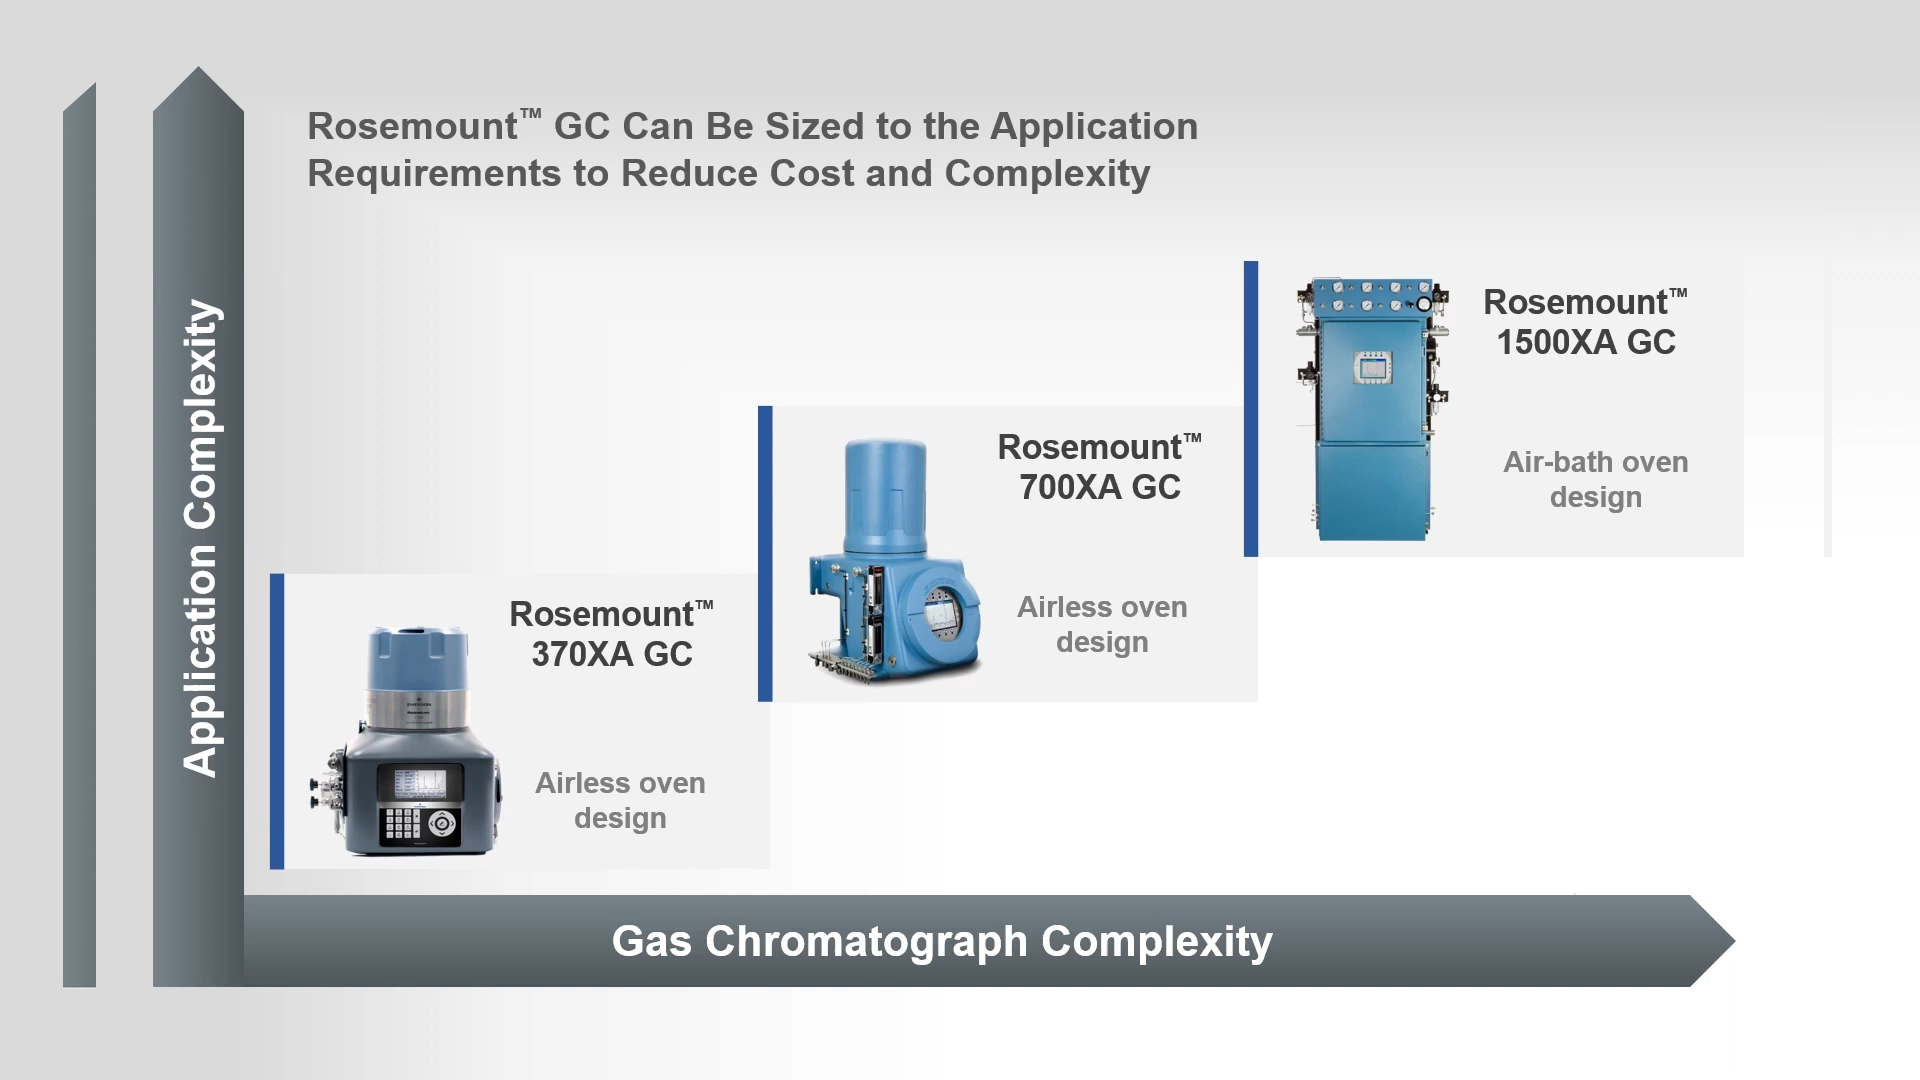 Rosemount™ GC Can Be Sized to the Application
Requirements to Reduce Cost and Complexity
Application Complexity
Rosemount™
1500XA GC
Air-bath oven
design
Rosemount™
700XA GC
Airless oven
design
Rosemount™
370XA GC
EMERSON
Airless oven
design
Gas Chromatograph Complexity